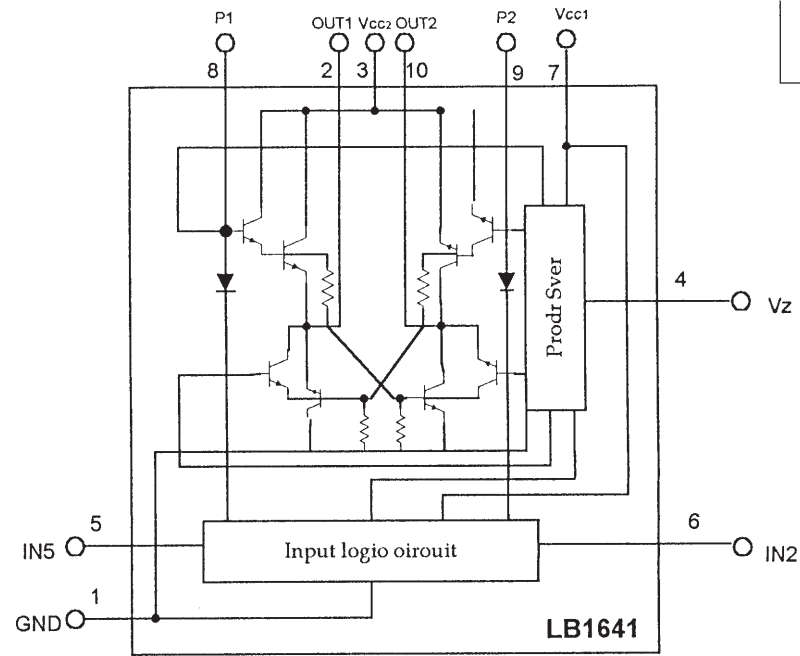 P1 OUT1 Vcc2 OUT2 P2 Vcc1
8 2 3 10 9 7
Prodr Sver
4
Vz
5
IN5
Input logio oirouit
6
IN2
1
GND
LB1641